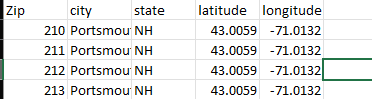 Zip city state latitude longitude
210 Portsmou NH 43.0059 -71.0132
211 Portsmou NH 43.0059 -71.0132
212 Portsmou NH 43.0059 -71.0132
213 Portsmou NH 43.0059 -71.0132